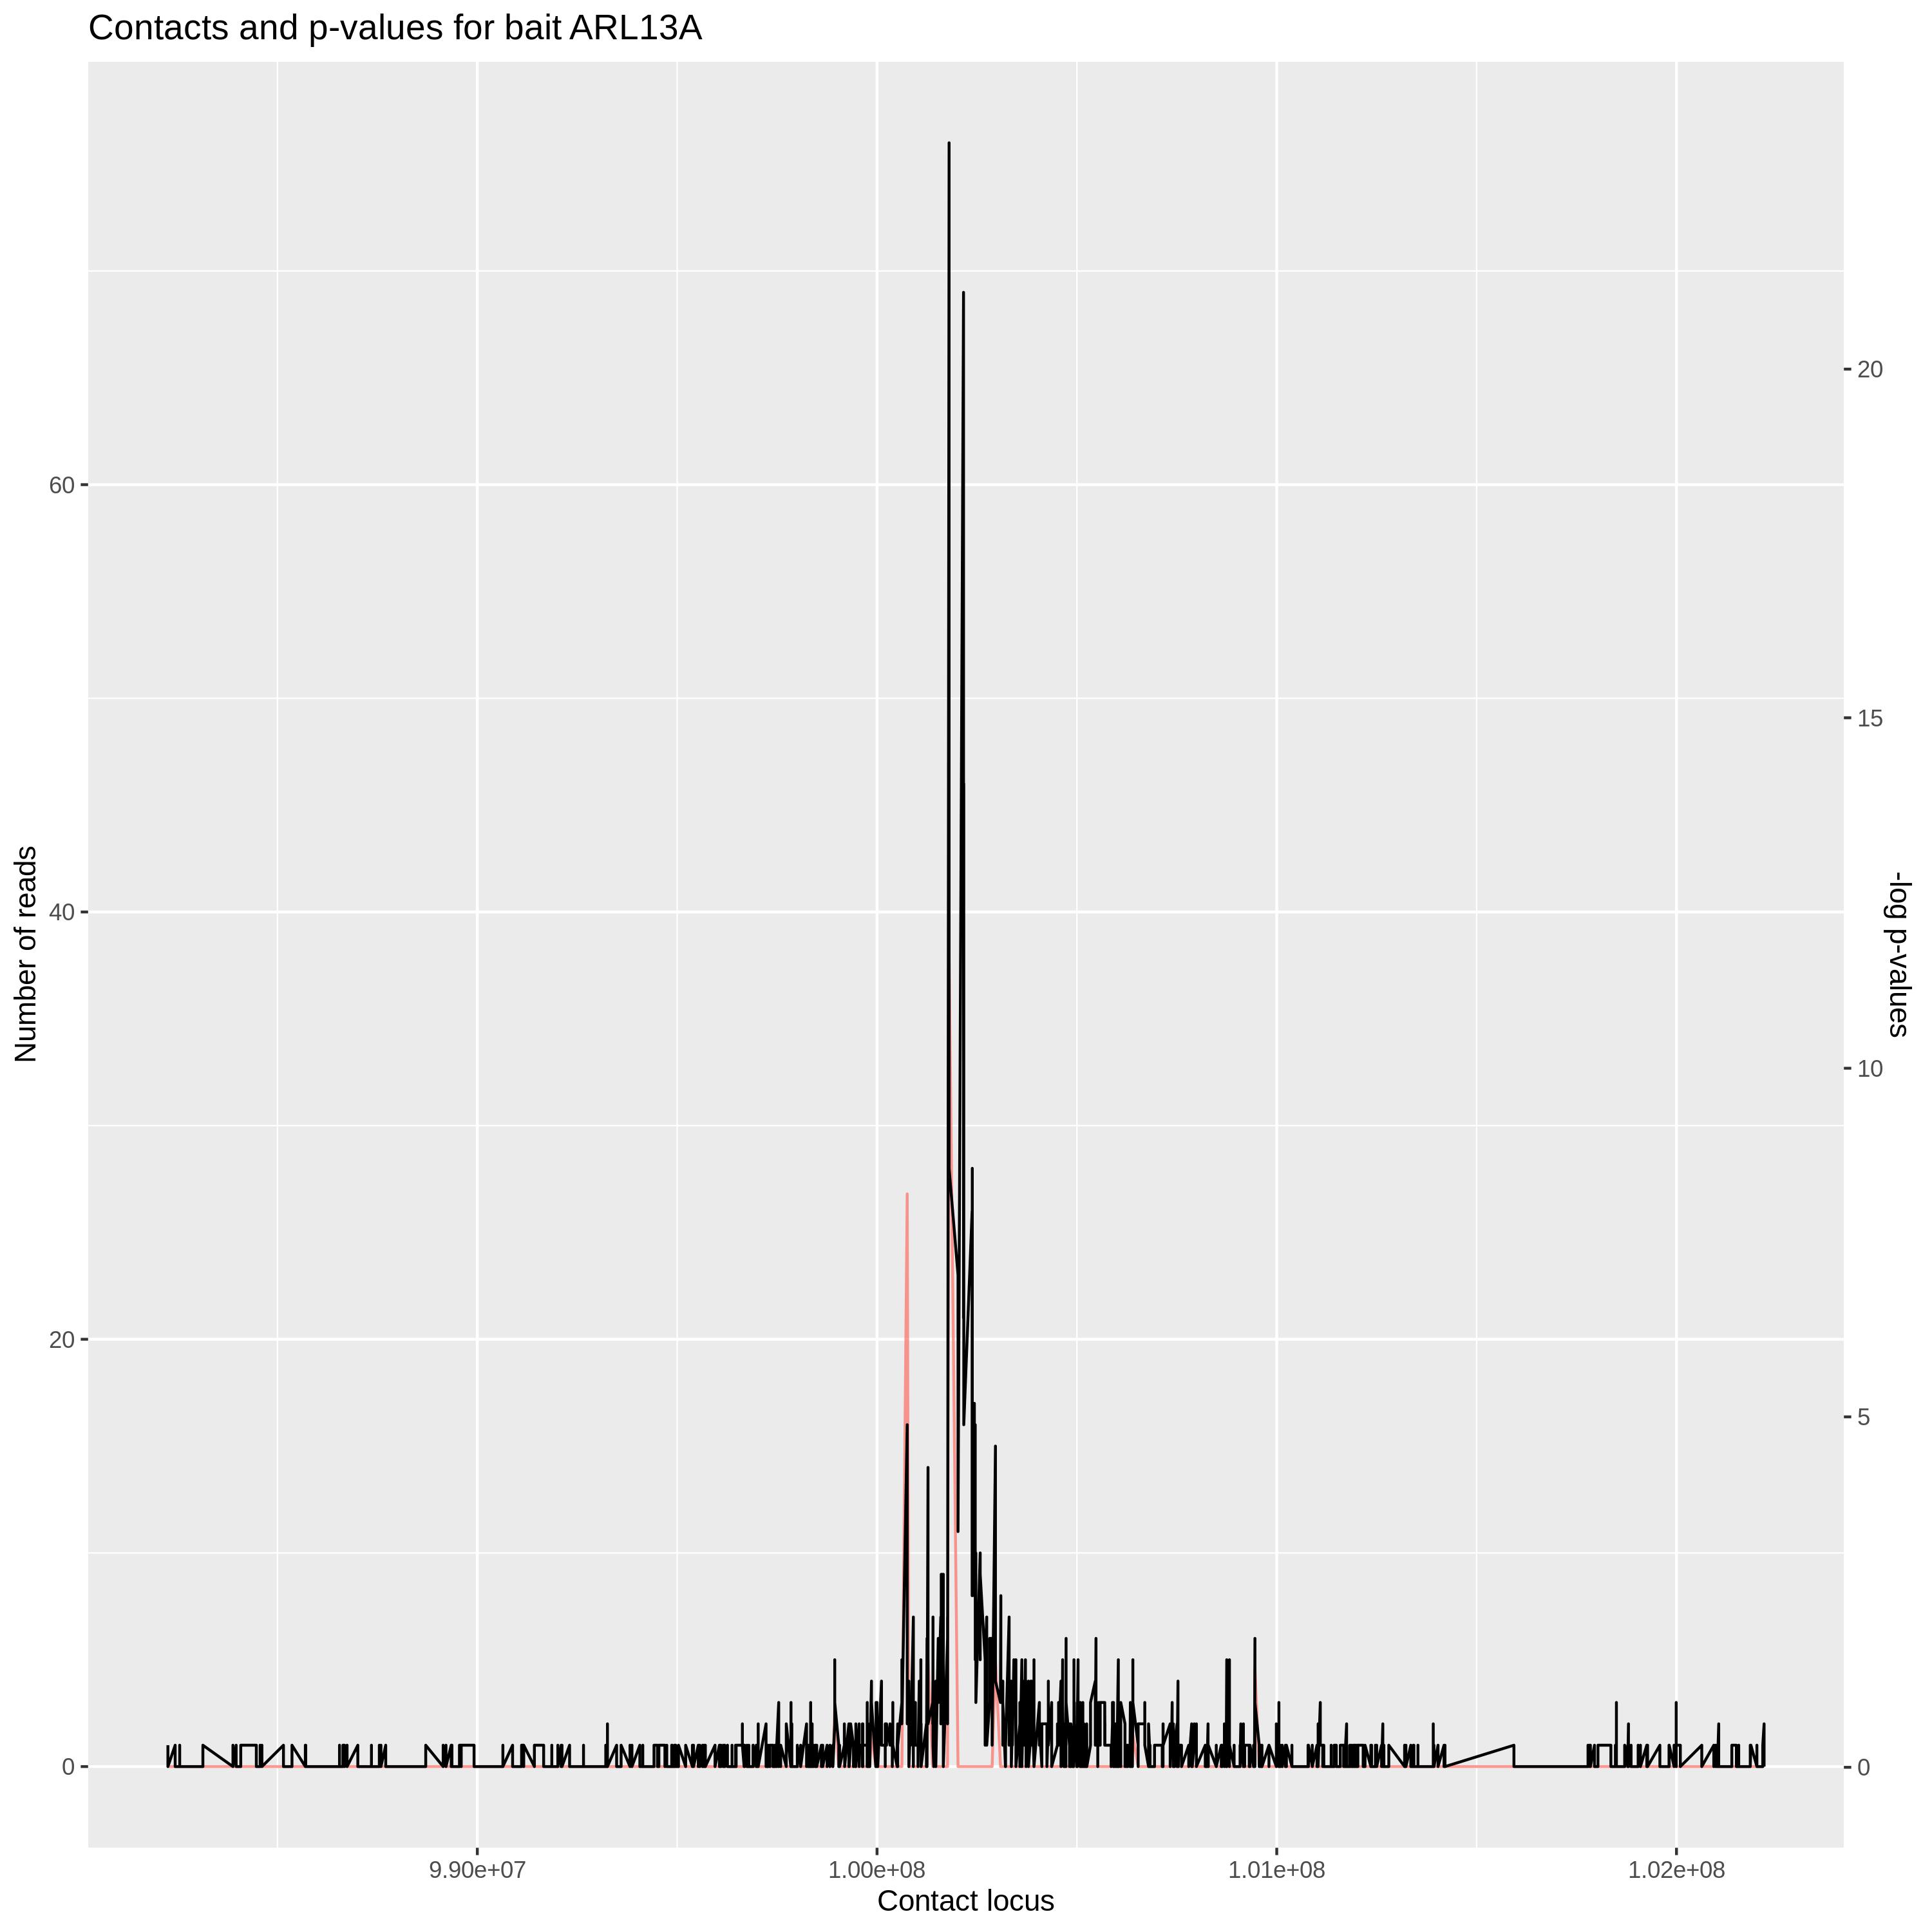 Contacts and p-values for bait ARL13A
Number of reads
60
40
20
0
-log p-values
20
15
10
5
0
9.90e+07 1.00e+08 1.01e+08 1.02e+08
Contact locus